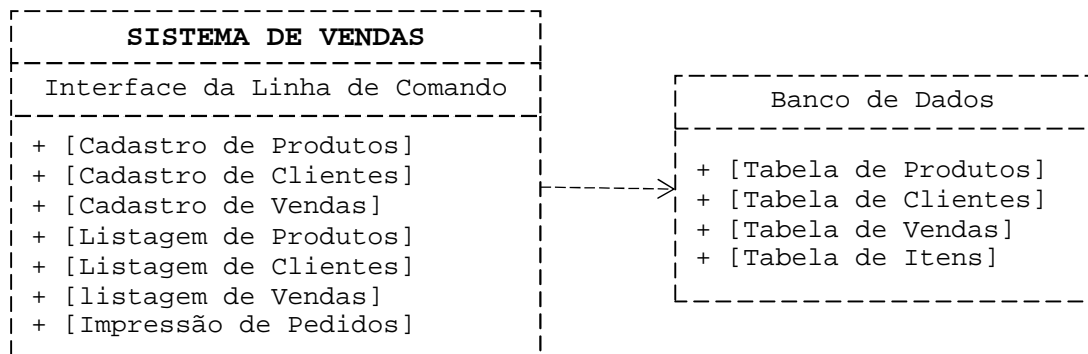 SISTEMA DE VENDAS
Interface da Linha de Comando
+ [Cadastro de Produtos]
+ [Cadastro de Clientes]
+ [Cadastro de Vendas]
+ [Listagem de Produtos]
+ [Listagem de Clientes]
+ [listagem de Vendas]
+ [Impressão de Pedidos]
Banco de Dados
+ [Tabela de Produtos]
+ [Tabela de Clientes]
+ [Tabela de Vendas]
+ [Tabela de Itens]